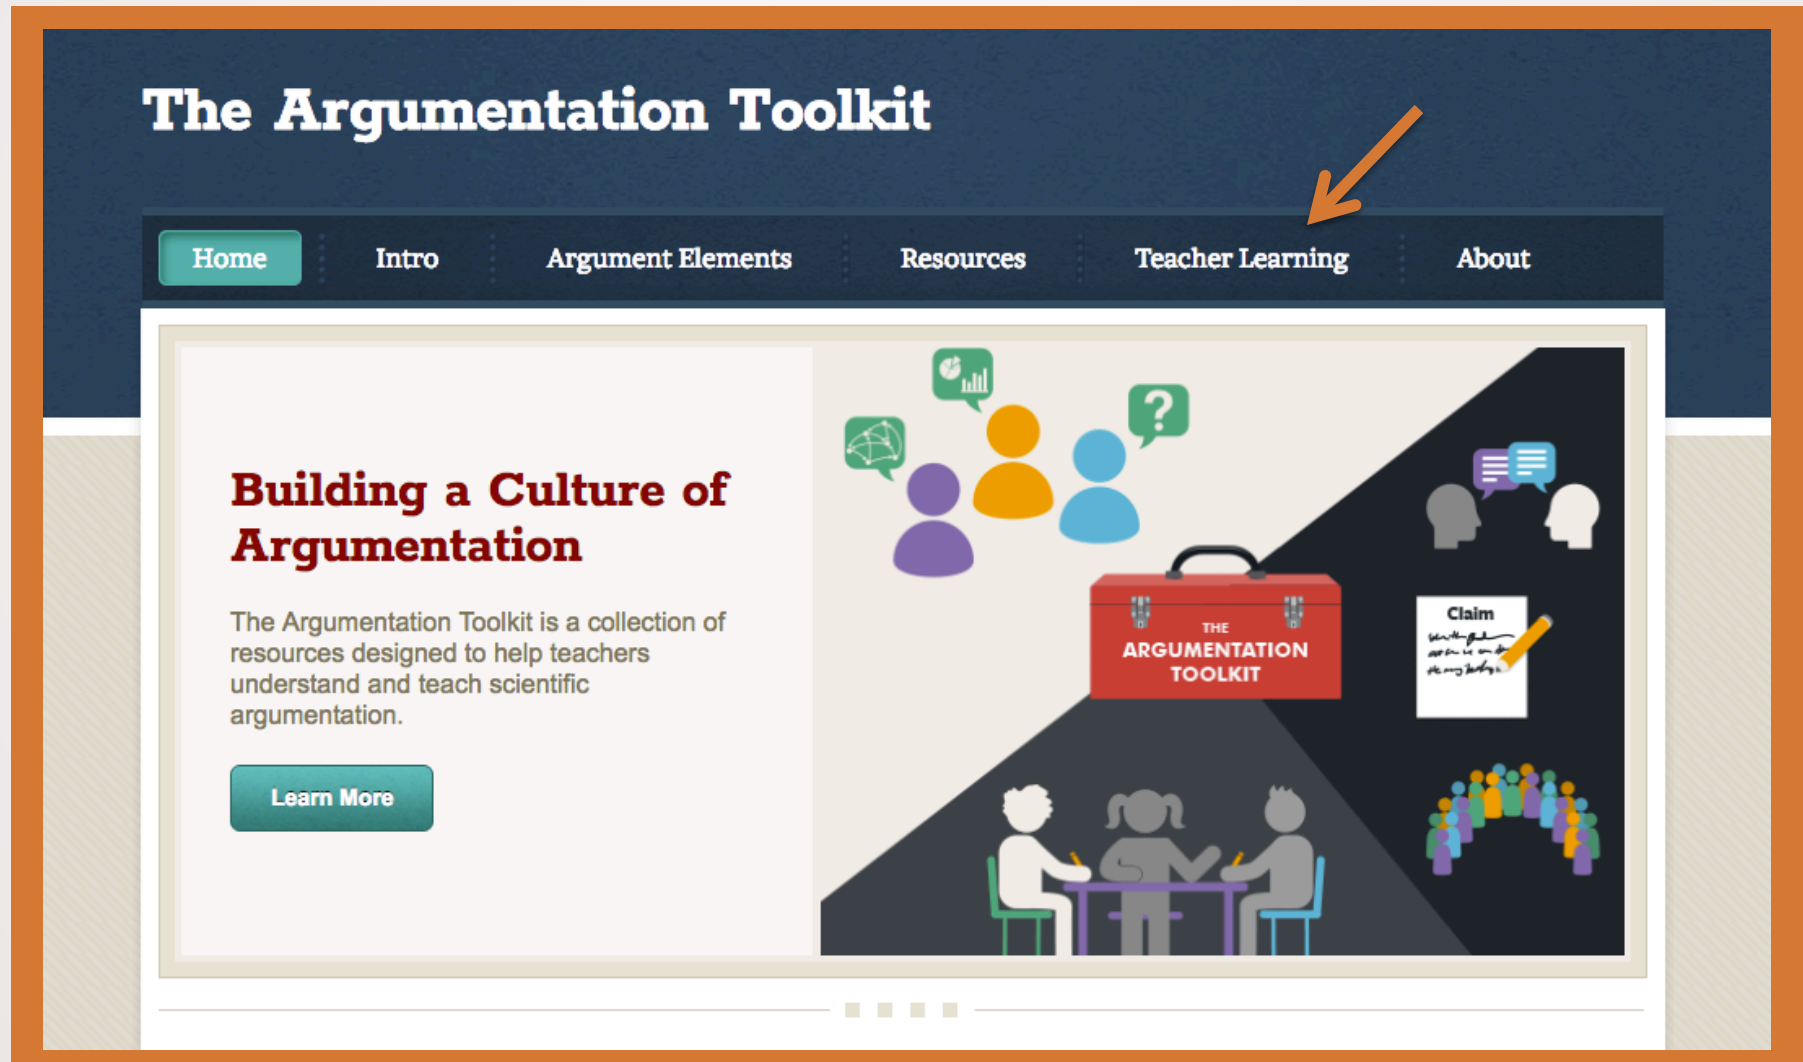 The Argumentation Toolkit
Home Intro Argument Elements Resources Teacher Learning About
Building a Culture of
Argumentation
The Argumentation Toolkit is a collection of
resources designed to help teachers
understand and teach scientific
argumentation.
Learn More
?
THE
ARGUMENTATION
TOOLKIT
Claim